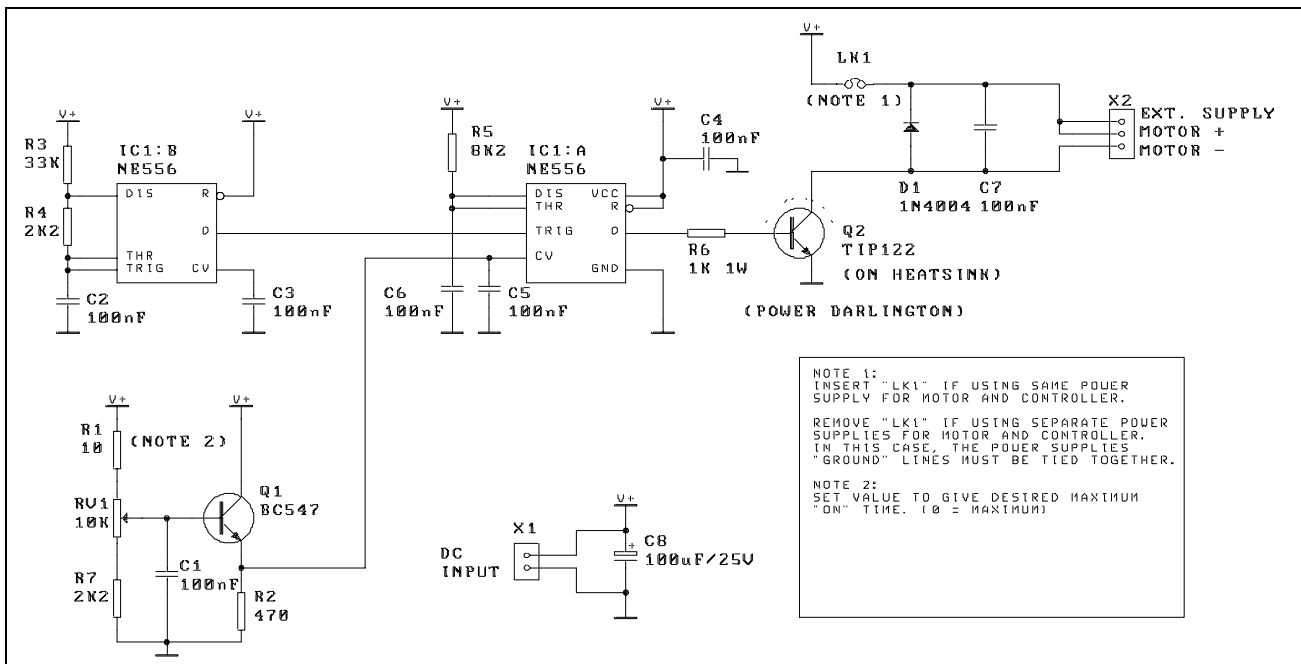 V+
LK1
(NOTE 1)
X2
EXT. SUPPLY
MOTOR +
MOTOR -
D1
1N4004
C7
100nF
V+
R3
33K
R4
2K2
V+
IC1:B
NE556
DIS
R
O
THR
TRIG
CV
C2
100nF
C3
100nF
V+
R5
8K2
IC1:A
NE556
V+
C4
100nF
DIS
THR
TRIG
CV
VCC
R
O
GND
C6
100nF
C5
100nF
R6
1K 1W
Q2
TIP122
(ON HEATSINK)
(POWER DARLINGTON)
V+
V+
R1
10
(NOTE 2)
RV1
10K
R7
2K2
C1
100nF
Q1
BC547
R2
470
X1
DC
INPUT
V+
+
C8
100uF/25V
NOTE 1:
INSERT "LK1" IF USING SAME POWER
SUPPLY FOR MOTOR AND CONTROLLER.
REMOVE "LK1" IF USING SEPARATE POWER
SUPPLIES FOR MOTOR AND CONTROLLER.
IN THIS CASE, THE POWER SUPPLIES
"GROUND" LINES MUST BE TIED TOGETHER.
NOTE 2:
SET VALUE TO GIVE DESIRED MAXIMUM
"ON" TIME. (0 = MAXIMUM)